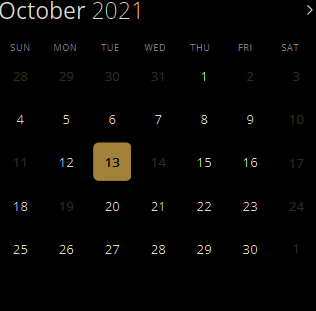 October 2021
SUN MON TUE WED THU FRI SAT
28 29 30 31 1 2 3
4 5 6 7 8 9 10
11 12 13 14 15 16 17
18 19 20 21 22 23 24
25 26 27 28 29 30 1